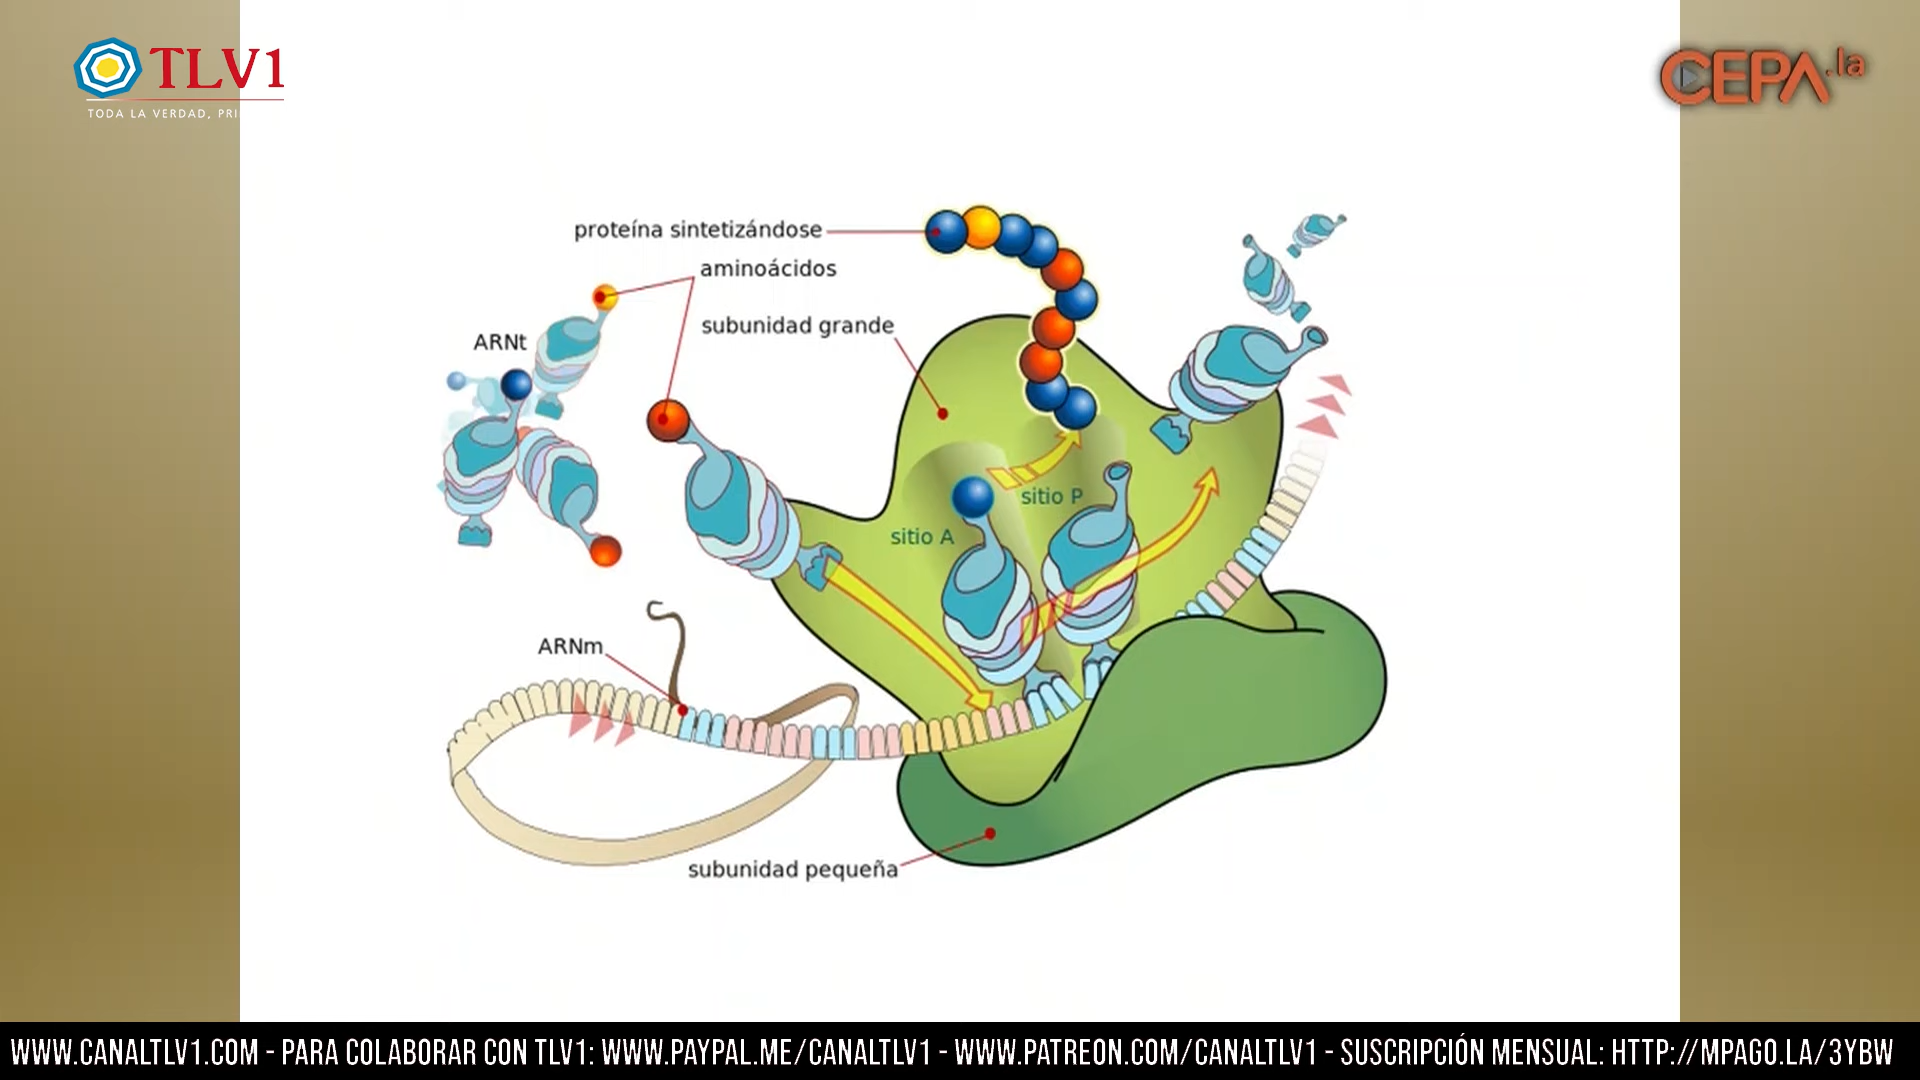 TLV1
TODA LA VERDAD, PRI
CEPA.la
proteína sintetizándose
aminoácidos
subunidad grande
ARNt
sitio P
sitio A
ARNm
subunidad pequeña
WWW.CANALTLV1.COM - PARA COLABORAR CON TLV1: WWW.PAYPAL.ME/CANALTLV1 - WWW.PATREON.COM/CANALTLV1 - SUSCRIPCIÓN MENSUAL: HTTP://MPAGO.LA/3YBW